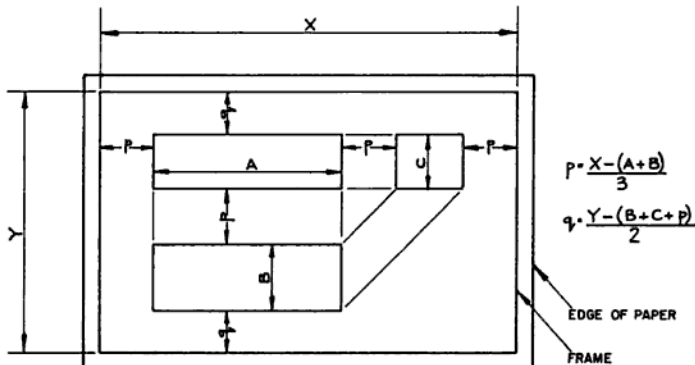 X
q
p
A
p
C
p
p = X-(A+B)
3
Y
p
q = Y-(B+C+p)
2
B
q
EDGE OF PAPER
FRAME